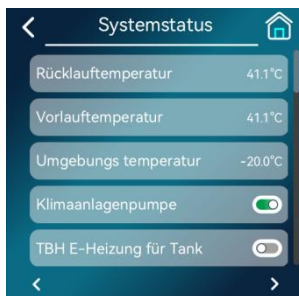 Systemstatus
Rücklauftemperatur 41.1°C
Vorlauftemperatur 41.1°C
Umgebungs temperatur -20.0°C
Klimaanlagenpumpe
TBH E-Heizung für Tank